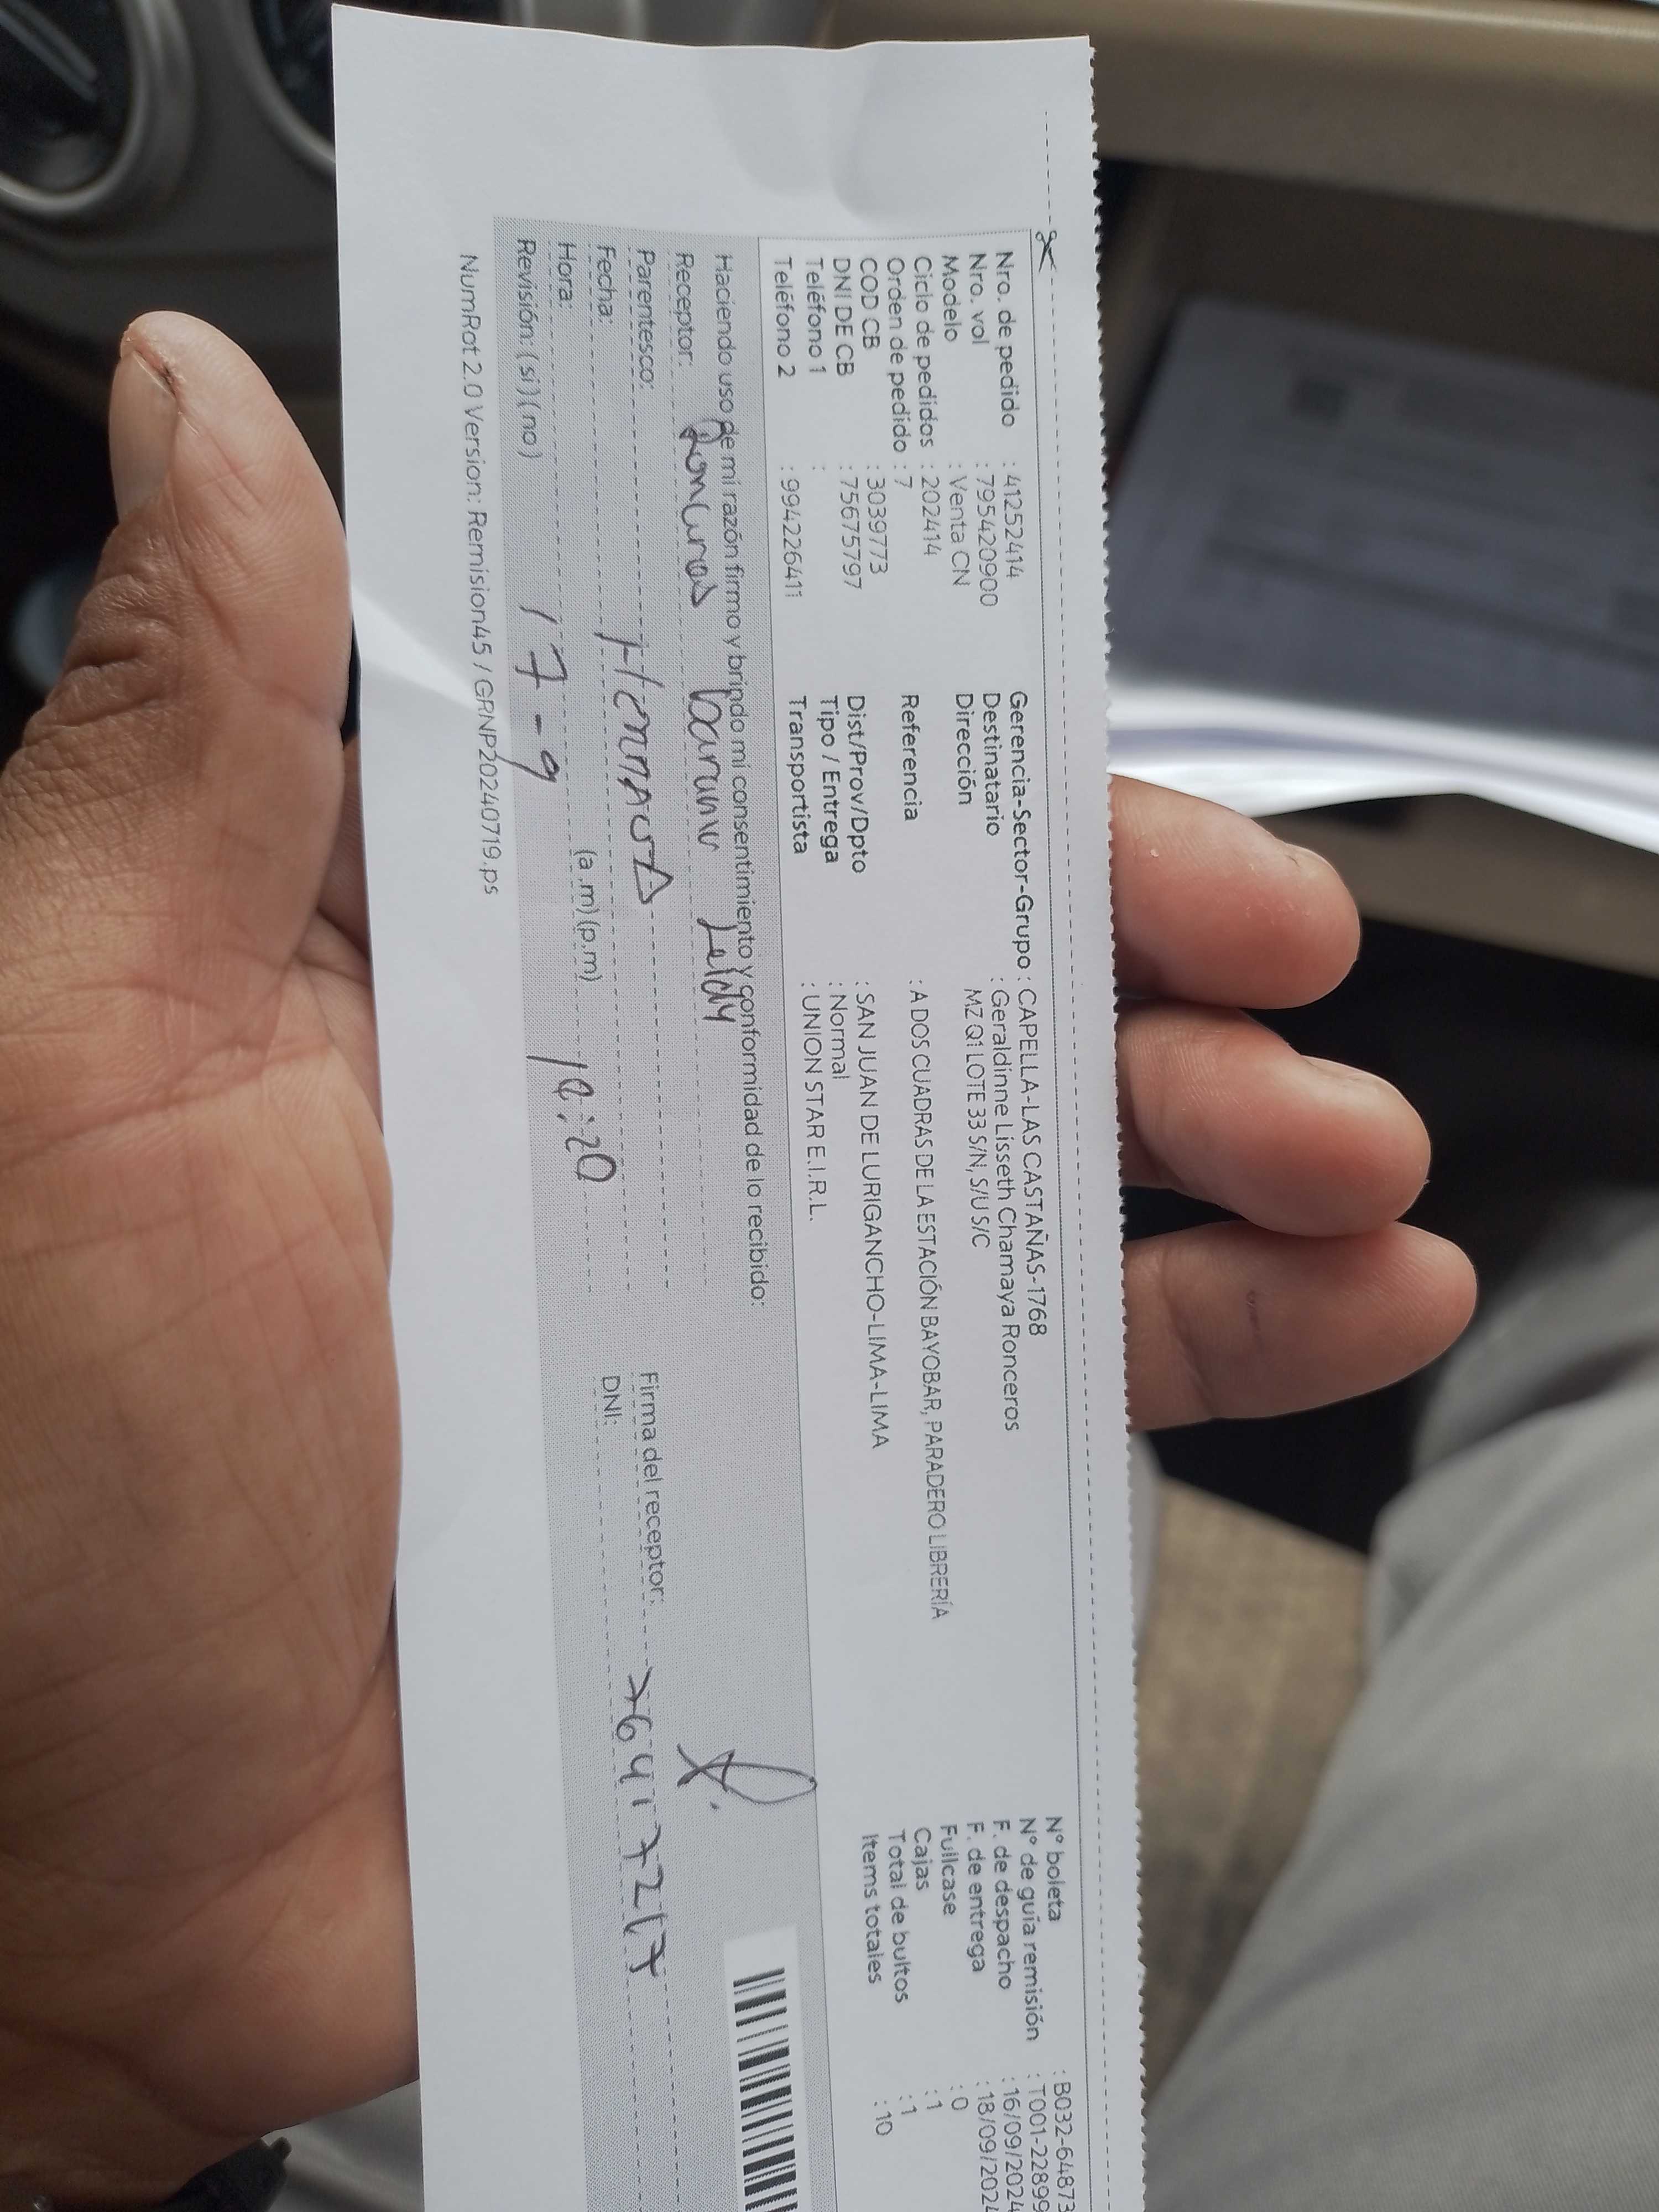 Nro. de pedido : 41252414
Nro. vol : 795420900
Modelo : Venta CN
Ciclo de pedidos : 202414
Orden de pedido : 7
COD CB : 3039773
DNI DE CB : 75675797
Teléfono 1 :
Teléfono 2 : 994226411
Gerencia-Sector-Grupo : CAPELLA-LAS CASTAÑAS-1768
Destinatario : Geraldinne Lisseth Chamaya Ronceros
Dirección MZ Q1 LOTE 33 S/N, S/U S/C
Referencia : A DOS CUADRAS DE LA ESTACIÓN BAYOBAR, PARADERO LIBRERÍA
Dist/Prov/Dpto : SAN JUAN DE LURIGANCHO-LIMA-LIMA
Tipo / Entrega : Normal
Transportista : UNION STAR E.I.R.L.
N° boleta : B032-64873
N° de guía remisión : T001-22899
F. de despacho : 16/09/2024
F. de entrega : 18/09/2024
Fullcase : 0
Cajas : 1
Total de bultos : 1
Items totales : 10
Haciendo uso de mi razón firmo y brindo mi consentimiento y conformidad de lo recibido:
Receptor: Ronceros Leidy
Parentesco: Hermana
Fecha: 17-9
Hora: (a.m) (p.m) 14:20
Revisión: (si) (no)
Firma del receptor:
DNI: 76417217
NumRot 2.0 Version: Remision45 / GRNP20240719.ps